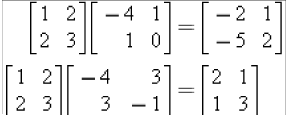 [1 2; 2 3] [-4 1; 1 0] = [-2 1; -5 2]
[1 2; 2 3] [-4 3; 3 -1] = [2 1; 1 3]